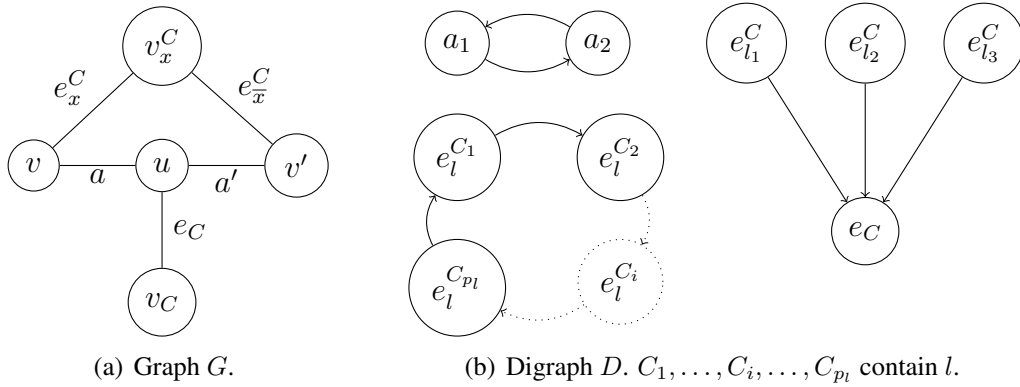 $v_x^C$
$e_x^C$
$e_{\overline{x}}^C$
$v$
$a$
$u$
$a'$
$v'$
$e_C$
$v_C$
(a) Graph $G$.
$a_1$
$a_2$
$e_l^{C_1}$
$e_l^{C_2}$
$e_l^{C_{p_l}}$
$e_l^{C_i}$
$e_{l_1}^C$
$e_{l_2}^C$
$e_{l_3}^C$
$e_C$
(b) Digraph $D$. $C_1, \ldots, C_i, \ldots, C_{p_l}$ contain $l$.